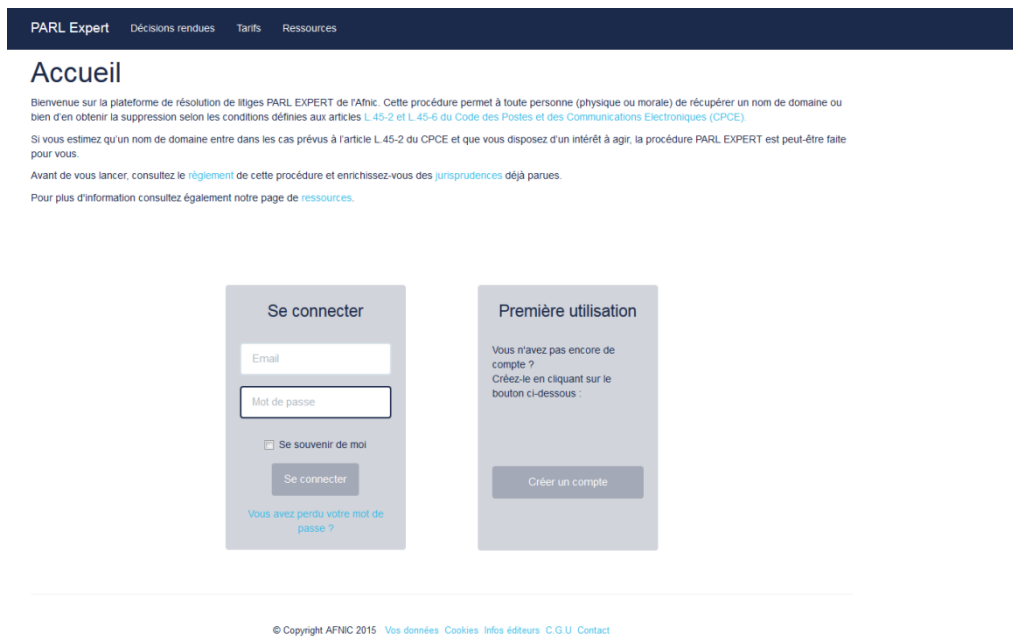 PARL Expert Décisions rendues Tarifs Ressources
Accueil
Bienvenue sur la plateforme de résolution de litiges PARL EXPERT de l'Afnic. Cette procédure permet à toute personne (physique ou morale) de récupérer un nom de domaine ou
bien d'en obtenir la suppression selon les conditions définies aux articles L.45-2 et L.45-6 du Code des Postes et des Communications Electroniques (CPCE).
Si vous estimez qu'un nom de domaine entre dans les cas prévus à l'article L.45-2 du CPCE et que vous disposez d'un intérêt à agir, la procédure PARL EXPERT est peut-être faite
pour vous.
Avant de vous lancer, consultez le règlement de cette procédure et enrichissez-vous des jurisprudences déjà parues.
Pour plus d'information consultez également notre page de ressources.
Se connecter
Email
Mot de passe
Se souvenir de moi
Se connecter
Vous avez perdu votre mot de
passe ?
Première utilisation
Vous n'avez pas encore de
compte ?
Créez-le en cliquant sur le
bouton ci-dessous :
Créer un compte
© Copyright AFNIC 2015 Vos données Cookies Infos éditeurs C.G.U Contact